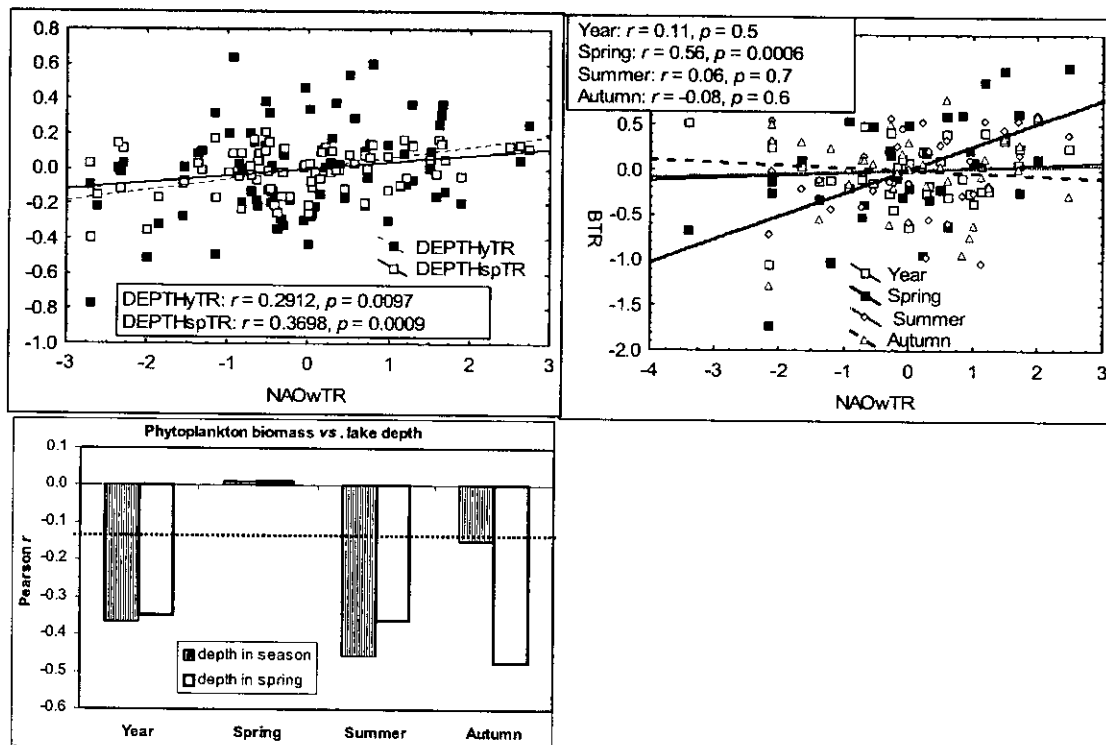 0.8
0.6
0.4
0.2
0.0
-0.2
-0.4
-0.6
-0.8
-1.0
DEPTHyTR
DEPTHspTR
DEPTHyTR: r = 0.2912, p = 0.0097
DEPTHspTR: r = 0.3698, p = 0.0009
-3 -2 -1 0 1 2 3
NAOwTR
Year: r = 0.11, p = 0.5
Spring: r = 0.56, p = 0.0006
Summer: r = 0.06, p = 0.7
Autumn: r = -0.08, p = 0.6
BTR
0.5
0.0
-0.5
-1.0
-1.5
-2.0
Year
Spring
Summer
Autumn
-4 -3 -2 -1 0 1 2 3
NAOwTR
Phytoplankton biomass vs. lake depth
Pearson r
0.1
0.0
-0.1
-0.2
-0.3
-0.4
-0.5
-0.6
depth in season
depth in spring
Year Spring Summer Autumn